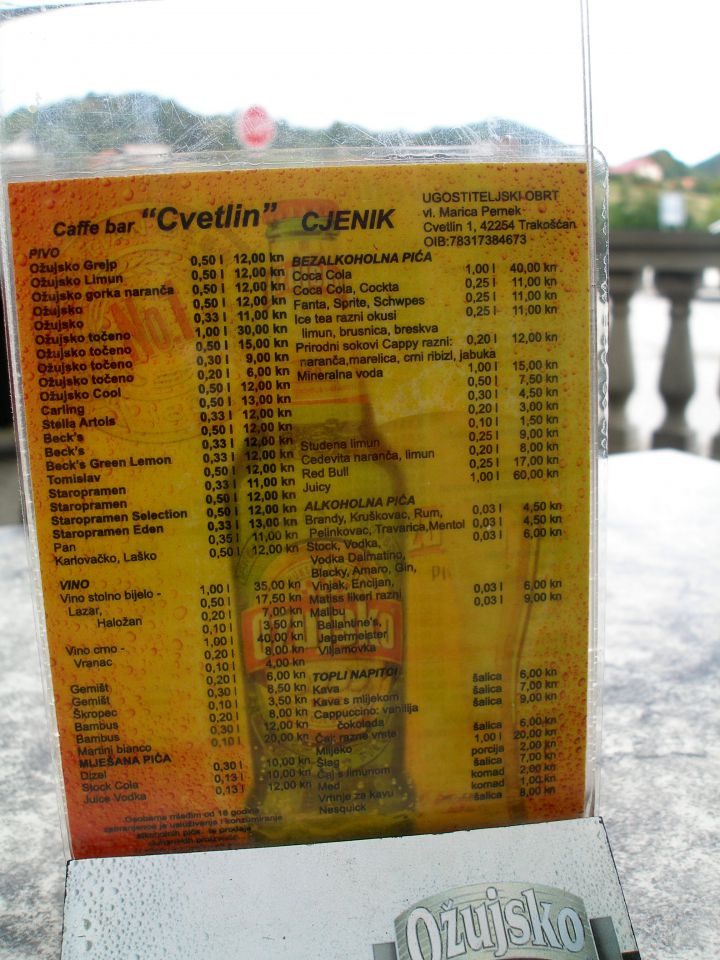 Caffe bar "Cvetlin" CJENIK
UGOSTITELJSKI OBRT
vl. Marica Pernek
Cvetlin 1, 42254 Trakošćan
OIB:78317384673
PIVO
Ožujsko Grejp 0,50 l 12,00 kn
Ožujsko Limun 0,50 l 12,00 kn
Ožujsko gorka naranča 0,50 l 12,00 kn
Ožujsko 0,50 l 12,00 kn
Ožujsko 0,33 l 11,00 kn
Ožujsko točeno 1,00 l 30,00 kn
Ožujsko točeno 0,50 l 15,00 kn
Ožujsko točeno 0,30 l 9,00 kn
Ožujsko točeno 0,20 l 6,00 kn
Ožujsko Cool 0,50 l 12,00 kn
Carling 0,50 l 13,00 kn
Stella Artois 0,33 l 12,00 kn
Beck's 0,50 l 12,00 kn
Beck's 0,33 l 12,00 kn
Beck's Green Lemon 0,33 l 12,00 kn
Tomislav 0,50 l 12,00 kn
Staropramen 0,33 l 11,00 kn
Staropramen 0,50 l 12,00 kn
Staropramen Selection 0,50 l 12,00 kn
Staropramen Eden 0,33 l 13,00 kn
Pan 0,35 l 11,00 kn
Karlovačko, Laško 0,50 l 12,00 kn
VINO
Vino stolno bijelo - 1,00 l 35,00 kn
Lazar, 0,50 l 17,50 kn
Haložan 0,20 l 7,00 kn
0,10 l 3,50 kn
Vino crno - 1,00 l 40,00 kn
Vranac 0,20 l 8,00 kn
0,10 l 4,00 kn
Gemišt 0,20 l 6,00 kn
Gemišt 0,30 l 8,50 kn
Škropec 0,10 l 3,50 kn
Bambus 0,20 l 8,00 kn
Bambus 0,30 l 12,00 kn
Martini bianco 0,10 l 20,00 kn
MIJEŠANA PIĆA
Dizel 0,30 l 10,00 kn
Stock Cola 0,13 l 10,00 kn
Juice Vodka 0,13 l 12,00 kn
Osobama mlađim od 18 godina
zabranjeno je usluživanje i konzumiranje
alkoholnih pića
BEZALKOHOLNA PIĆA
Coca Cola 1,00 l 40,00 kn
Coca Cola, Cockta 0,25 l 11,00 kn
Fanta, Sprite, Schwpes 0,25 l 11,00 kn
Ice tea razni okusi 0,25 l 11,00 kn
limun, brusnica, breskva
Prirodni sokovi Cappy razni: 0,20 l 12,00 kn
naranča,marelica, crni ribizl, jabuka
Mineralna voda 1,00 l 15,00 kn
0,50 l 7,50 kn
0,30 l 4,50 kn
0,20 l 3,00 kn
0,10 l 1,50 kn
Studena limun 0,25 l 9,00 kn
Cedevita naranča, limun 0,20 l 8,00 kn
Red Bull 0,25 l 17,00 kn
Juicy 1,00 l 60,00 kn
ALKOHOLNA PIĆA
Brandy, Kruškovac, Rum, 0,03 l 4,50 kn
Pelinkovac, Travarica,Mentol 0,03 l 4,50 kn
Stock, Vodka, 0,03 l 6,00 kn
Vodka Dalmatino,
Blacky, Amaro, Gin,
Vinjak, Encijan,
Matiss likeri razni 0,03 l 6,00 kn
Malibu 0,03 l 9,00 kn
Ballantine's,
Jagermeister
Viljamovka
TOPLI NAPITCI
Kava šalica 6,00 kn
Kava s mlijekom šalica 7,00 kn
Cappuccino: vanilija šalica 9,00 kn
čokolada
Čaj: razne vrste šalica 6,00 kn
Mlijeko 1,00 l 20,00 kn
Šlag porcija 2,00 kn
Čaj s limunom šalica 7,00 kn
Med komad 2,00 kn
Vrtnje za kavu komad 1,00 kn
Nesquick šalica 8,00 kn
Ožujsko